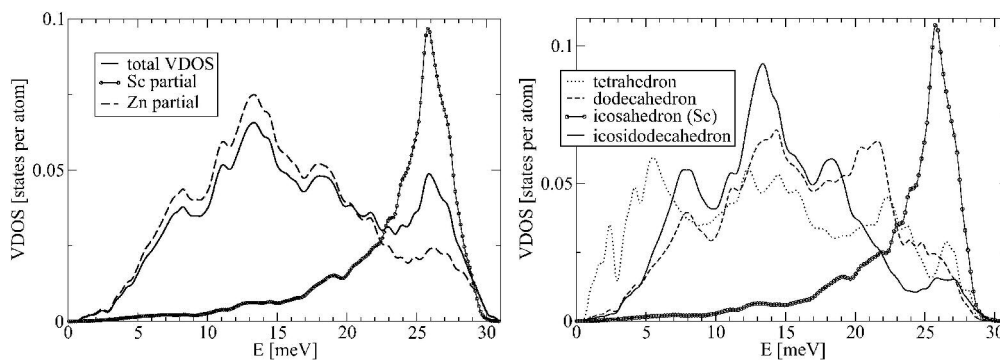 0.1
total VDOS
Sc partial
Zn partial
0.05
0
VDOS [states per atom]
0 5 10 15 20 25 30
E [meV]
0.1
tetrahedron
dodecahedron
icosahedron (Sc)
icosidodecahedron
0.05
0
VDOS [states per atom]
0 5 10 15 20 25 30
E [meV]